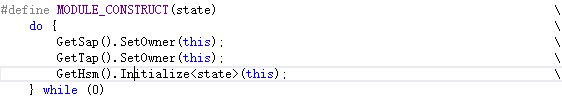 #define MODULE_CONSTRUCT(state) \
    do { \
        GetSap().SetOwner(this); \
        GetTap().SetOwner(this); \
        GetHsm().Initialize<state>(this); \
    } while (0)